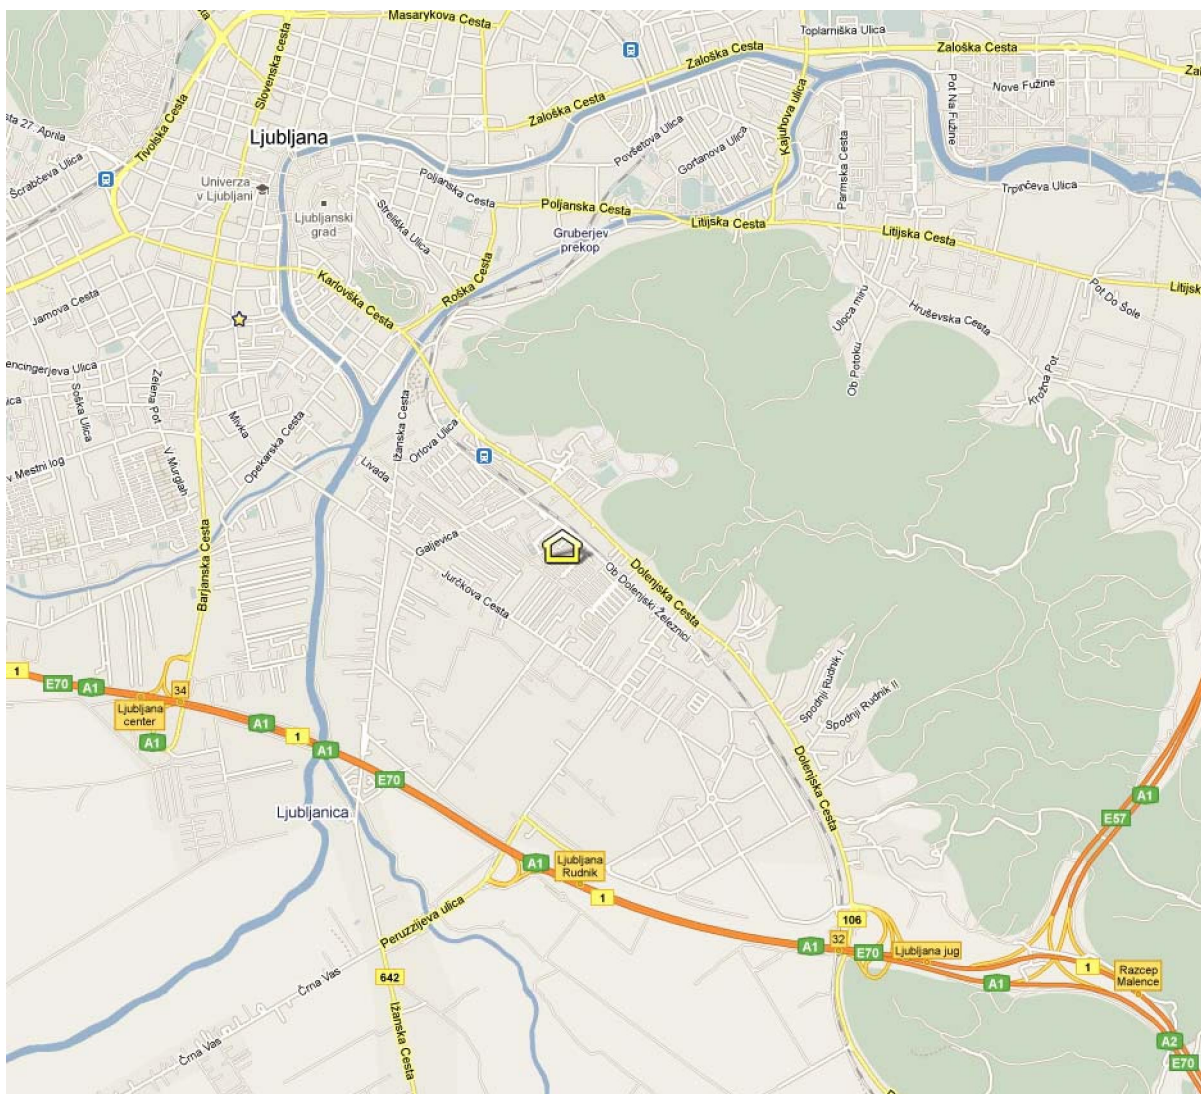 Masarykova Cesta
Toplarniška Ulica
Zaloška Cesta
Zaloška Cesta
Slovenska cesta
Tivolska Cesta
Zaloška Cesta
Pot Na Fužine
Nove Fužine
Kajuhova ulica
Povšetova Ulica
Gortanova Ulica
Parmska Cesta
Ljubljana
Ščrabčeva Ulica
Univerza
v Ljubljani
Ljubljanski
grad
Poljanska Cesta
Poljanska Cesta
Streliška Ulica
Trpinčeva Ulica
Litijska Cesta
Litijska Cesta
Gruberjev
prekop
Karlovška Cesta
Roška Cesta
Pot Do Šole
Jamova Cesta
Uloca miru
Hruševska Cesta
Ob Potoku
Krožna Pot
Soška Ulica
Zelena Pot
Mivka
V Murglah
Opekarska Cesta
Ižanska Cesta
Orlova Ulica
v Mestni log
Livada
Galjevica
Jurčkova Cesta
Barjanska Cesta
Dolenjska Cesta
Ob Dolenjski Železnici
Spodnji Rudnik I
Spodnji Rudnik II
1
E70
A1
34
Ljubljana
center
A1
A1
1
A1
E70
Dolenjska Cesta
Ljubljanica
A1
E57
A1
Ljubljana
Rudnik
1
Peruzzijeva ulica
106
A1
32
E70
Ljubljana jug
A1
1
Razcep
Malence
642
Črna Vas
Črna Vas
Ižanska Cesta
A2
E70